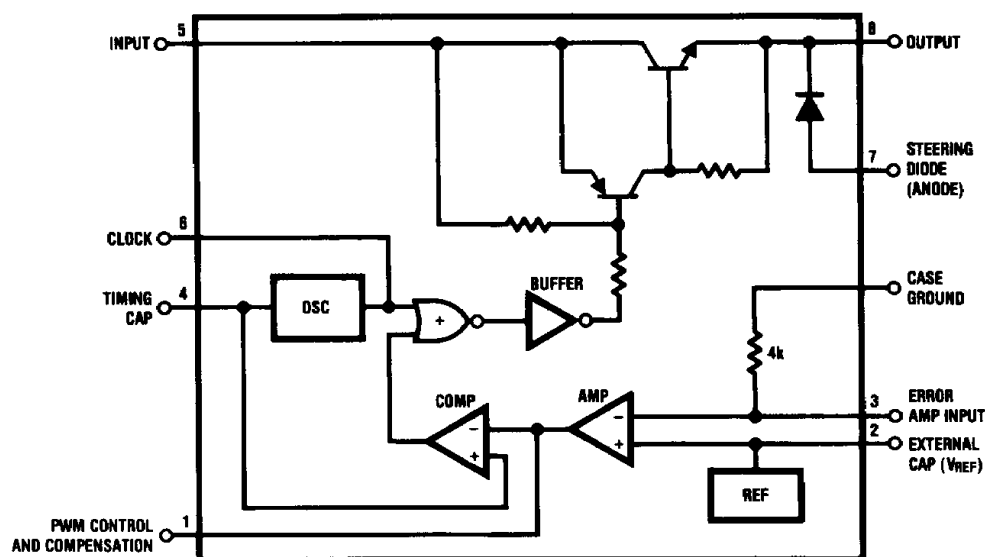 5
INPUT
8
OUTPUT
7
STEERING
DIODE
(ANODE)
6
CLOCK
TIMING
CAP
4
OSC
+
BUFFER
CASE
GROUND
4k
COMP
-
+
AMP
-
+
3
ERROR
AMP INPUT
2
EXTERNAL
CAP (VREF)
REF
PWM CONTROL
AND COMPENSATION
1